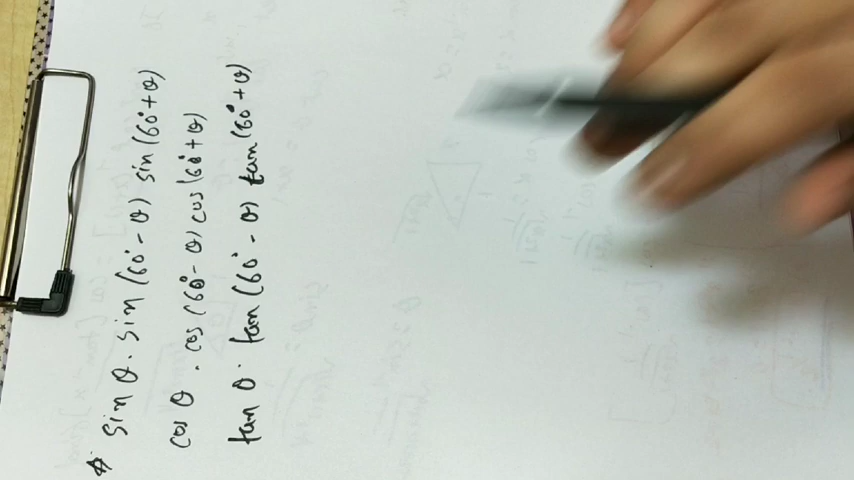 * sin θ . sin (60° - θ) sin (60° + θ)
cos θ . cos (60° - θ) cos (60° + θ)
tan θ . tan (60° - θ) tan (60° + θ)